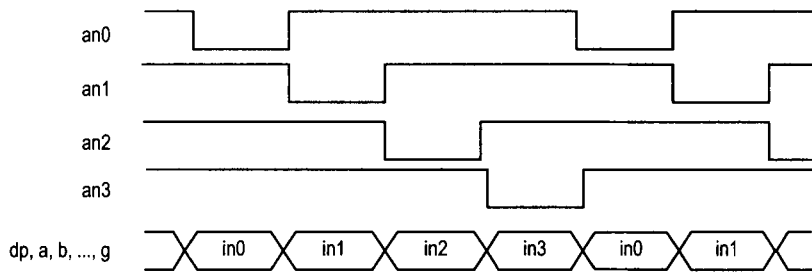 an0
an1
an2
an3
dp, a, b, ..., g in0 in1 in2 in3 in0 in1